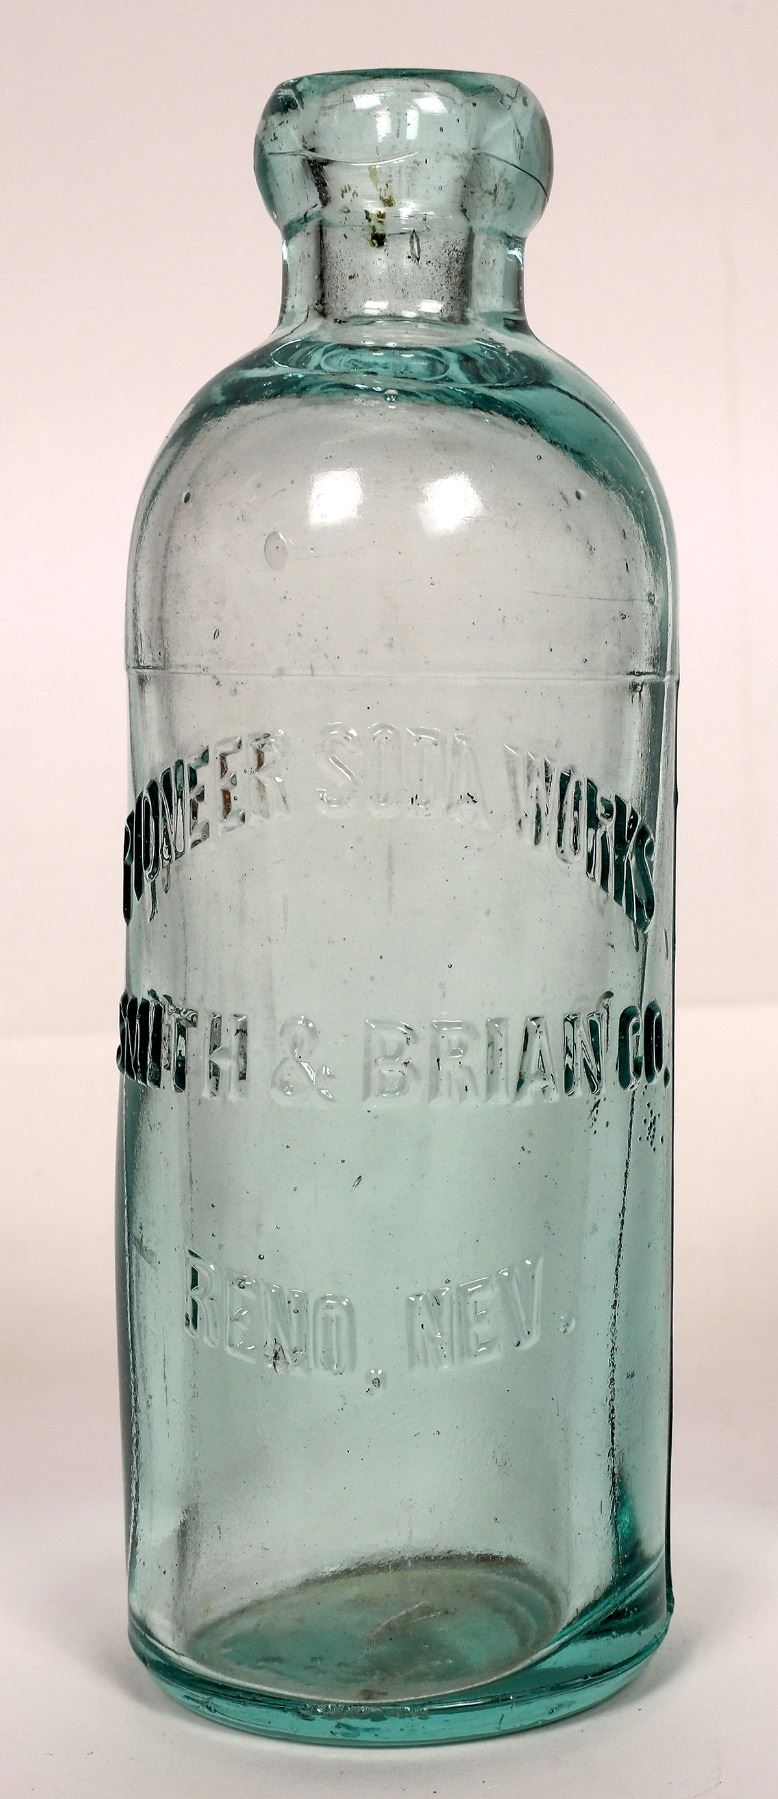 PIONEER SODA WORKS
SMITH & BRIAN CO.
RENO, NEV.